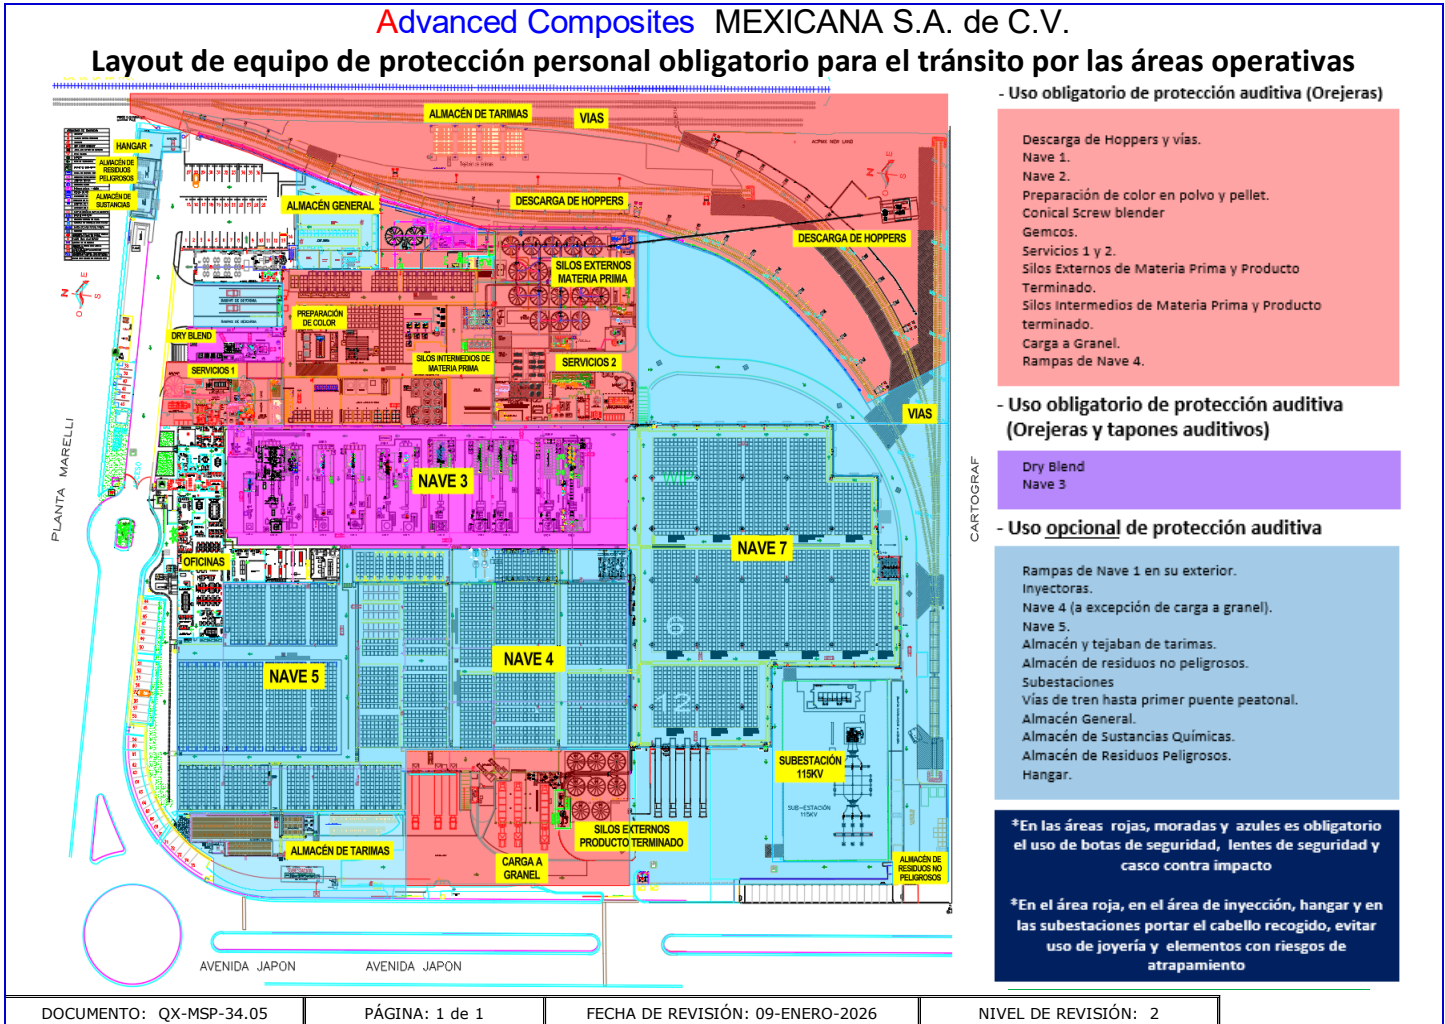 Advanced Composites MEXICANA S.A. de C.V.
Layout de equipo de protección personal obligatorio para el tránsito por las áreas operativas
ALMACÉN DE TARIMAS
VIAS
HANGAR
ALMACÉN DE
RESIDUOS
PELIGROSOS
ALMACÉN DE
SUSTANCIAS
ALMACÉN GENERAL
DESCARGA DE HOPPERS
DESCARGA DE HOPPERS
SILOS EXTERNOS
MATERIA PRIMA
PREPARACIÓN
DE COLOR
DRY BLEND
SILOS INTERMEDIOS DE
MATERIA PRIMA
SERVICIOS 2
SERVICIOS 1
VIAS
PLANTA MARELLI
CARTOGRAF
NAVE 3
WIP
NAVE 7
OFICINAS
6
NAVE 4
NAVE 5
12
SUBESTACIÓN
115KV
SUB-ESTACIÓN
115KV
SILOS EXTERNOS
PRODUCTO TERMINADO
ALMACÉN DE TARIMAS
CARGA A
GRANEL
ALMACÉN DE
RESIDUOS NO
PELIGROSOS
AVENIDA JAPON
AVENIDA JAPON
- Uso obligatorio de protección auditiva (Orejeras)
Descarga de Hoppers y vías.
Nave 1.
Nave 2.
Preparación de color en polvo y pellet.
Conical Screw blender
Gemcos.
Servicios 1 y 2.
Silos Externos de Materia Prima y Producto
Terminado.
Silos Intermedios de Materia Prima y Producto
terminado.
Carga a Granel.
Rampas de Nave 4.
- Uso obligatorio de protección auditiva
(Orejeras y tapones auditivos)
Dry Blend
Nave 3
- Uso opcional de protección auditiva
Rampas de Nave 1 en su exterior.
Inyectoras.
Nave 4 (a excepción de carga a granel).
Nave 5.
Almacén y tejaban de tarimas.
Almacén de residuos no peligrosos.
Subestaciones
Vías de tren hasta primer puente peatonal.
Almacén General.
Almacén de Sustancias Químicas.
Almacén de Residuos Peligrosos.
Hangar.
*En las áreas rojas, moradas y azules es obligatorio
el uso de botas de seguridad, lentes de seguridad y
casco contra impacto
*En el área roja, en el área de inyección, hangar y en
las subestaciones portar el cabello recogido, evitar
uso de joyería y elementos con riesgos de
atrapamiento
DOCUMENTO: QX-MSP-34.05
PÁGINA: 1 de 1
FECHA DE REVISIÓN: 09-ENERO-2026
NIVEL DE REVISIÓN: 2